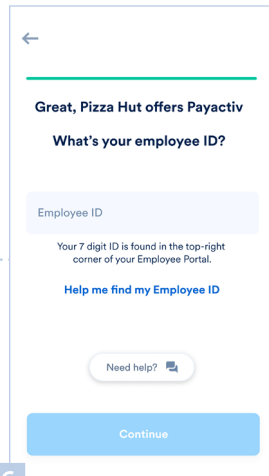 Great, Pizza Hut offers Payactiv
What's your employee ID?
Employee ID
Your 7 digit ID is found in the top-right
corner of your Employee Portal.
Help me find my Employee ID
Need help?
Continue